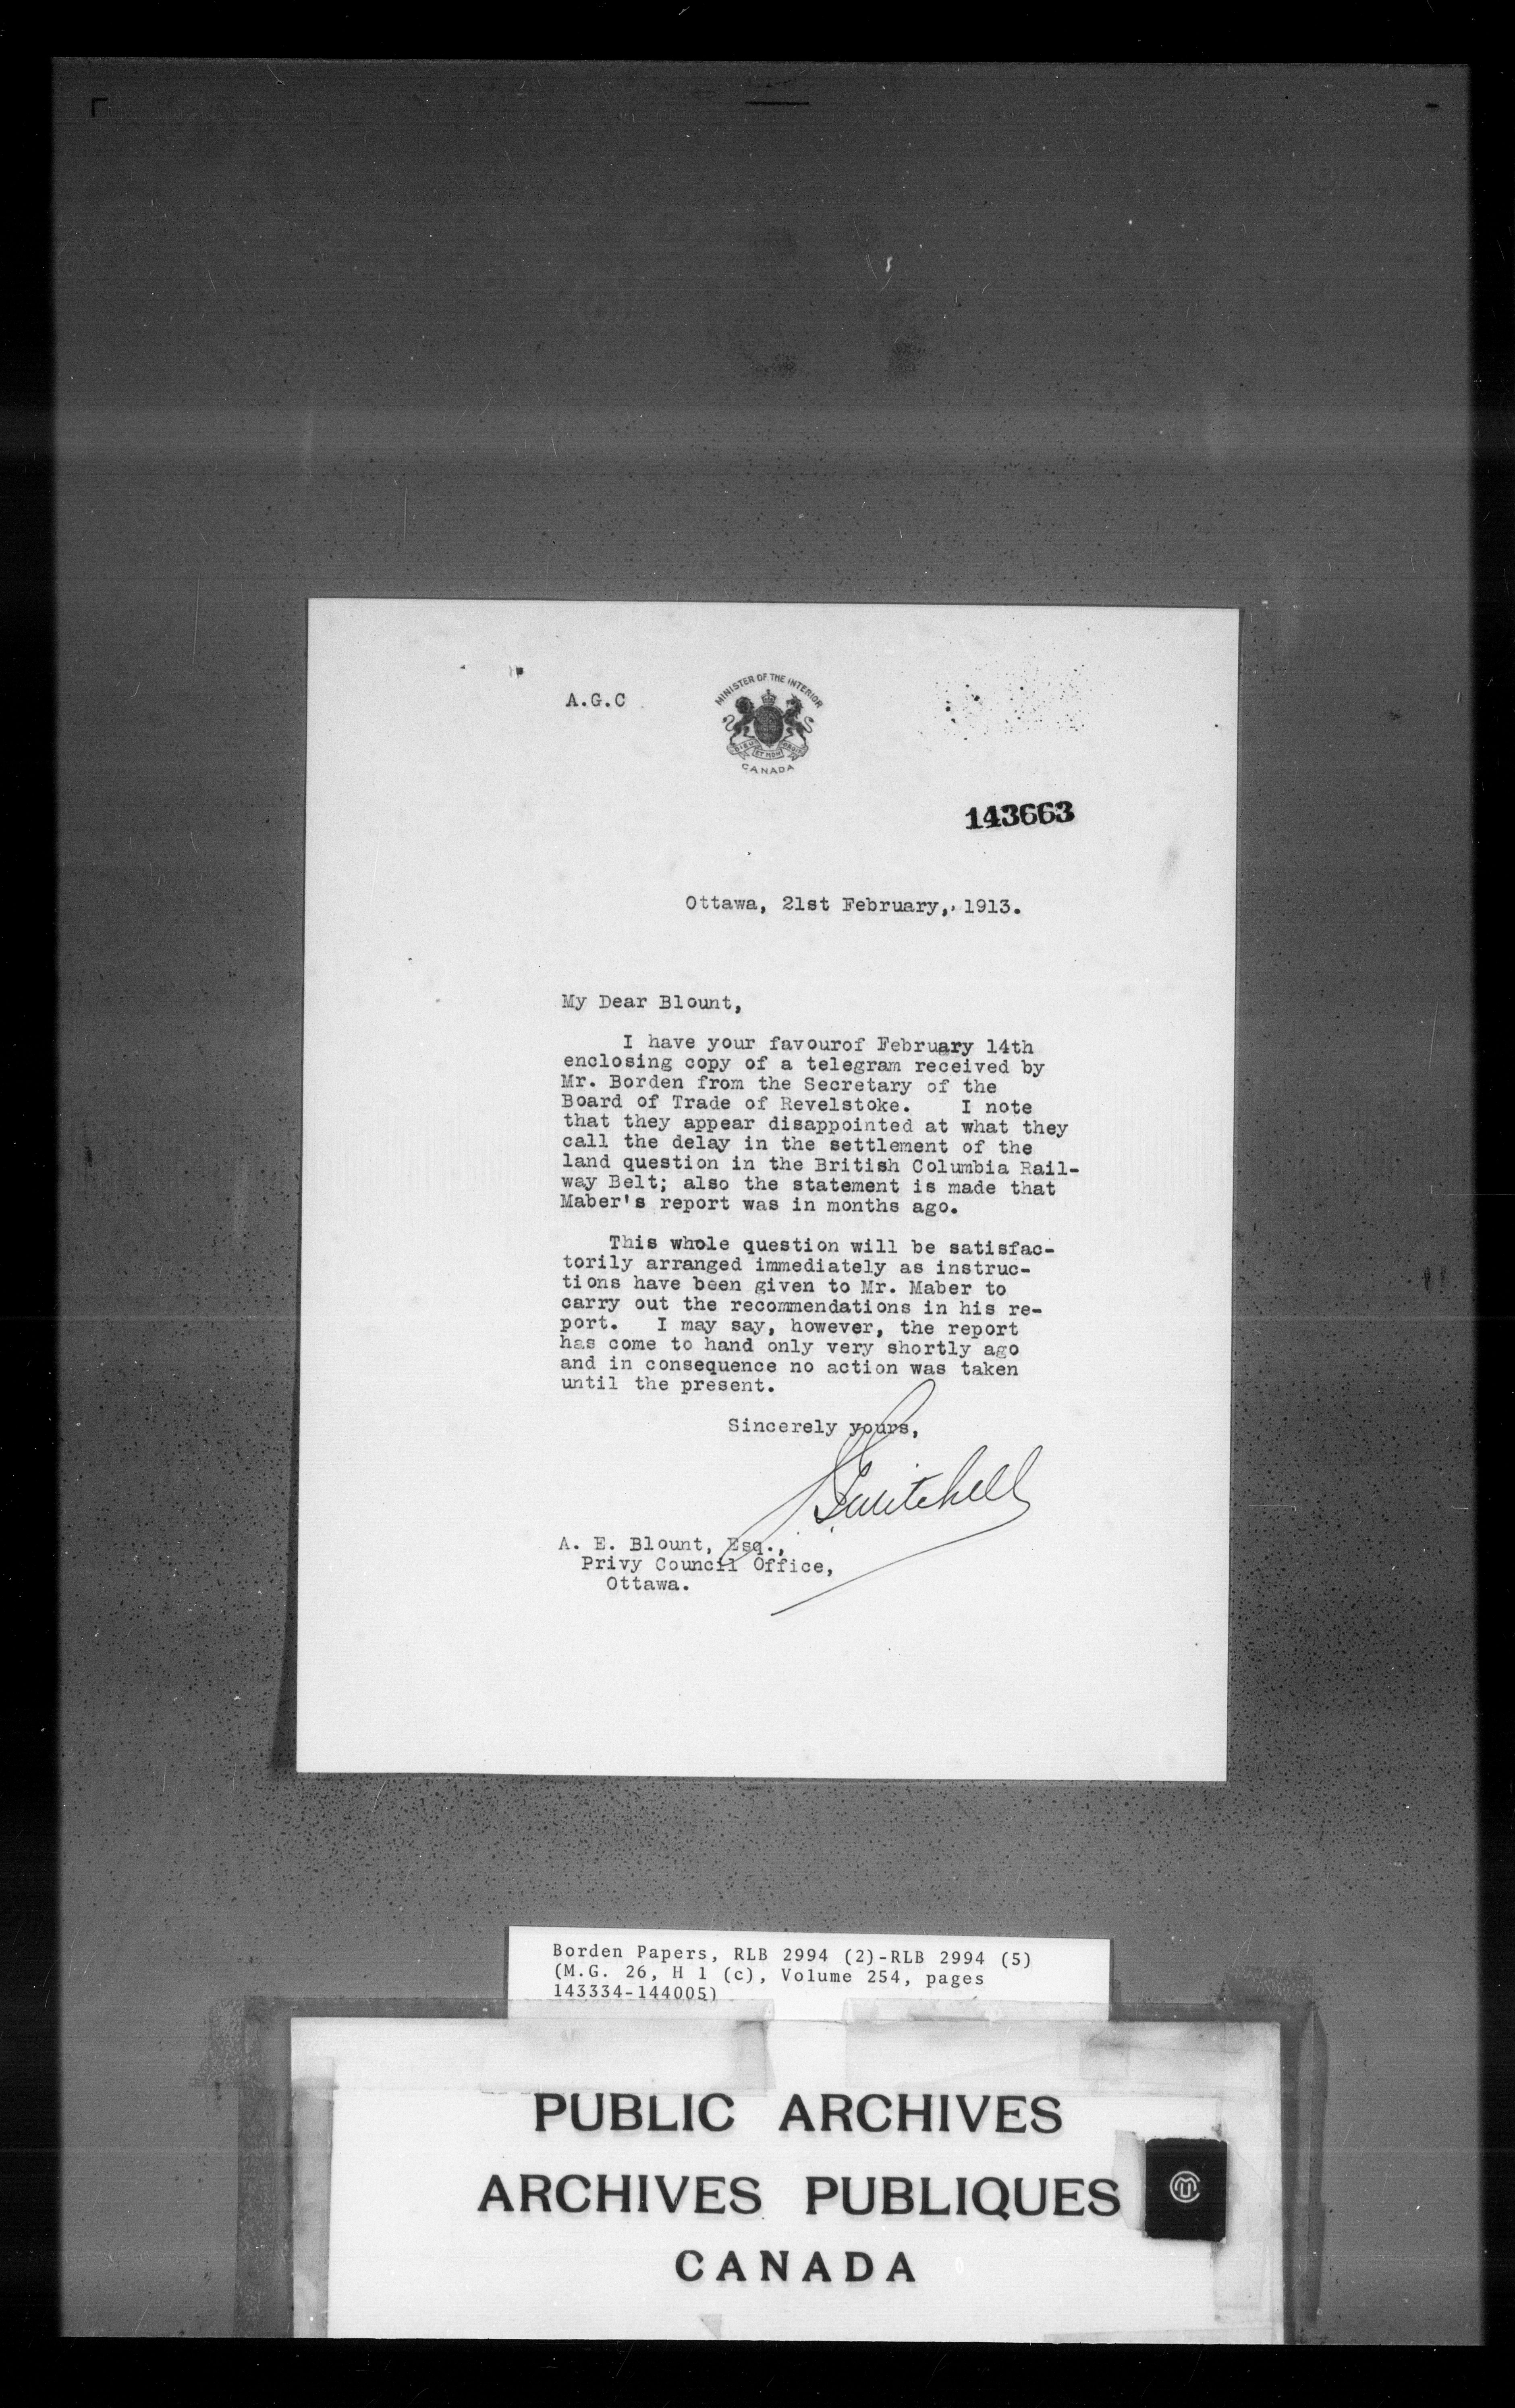 A.G.C
MINISTER OF THE INTERIOR
DIEU ET MON DROIT
CANADA
143663
Ottawa, 21st February,, 1913.
My Dear Blount,
I have your favourof February 14th
enclosing copy of a telegram received by
Mr. Borden from the Secretary of the
Board of Trade of Revelstoke. I note
that they appear disappointed at what they
call the delay in the settlement of the
land question in the British Columbia Rail-
way Belt; also the statement is made that
Maber's report was in months ago.
This whole question will be satisfac-
torily arranged immediately as instruc-
tions have been given to Mr. Maber to
carry out the recommendations in his re-
port. I may say, however, the report
has come to hand only very shortly ago
and in consequence no action was taken
until the present.
Sincerely yours,
Mitchell
A. E. Blount, Esq.,
Privy Council Office,
Ottawa.
Borden Papers, RLB 2994 (2)-RLB 2994 (5)
(M.G. 26, H 1 (c), Volume 254, pages
143334-144005)
PUBLIC ARCHIVES
ARCHIVES PUBLIQUES
CANADA